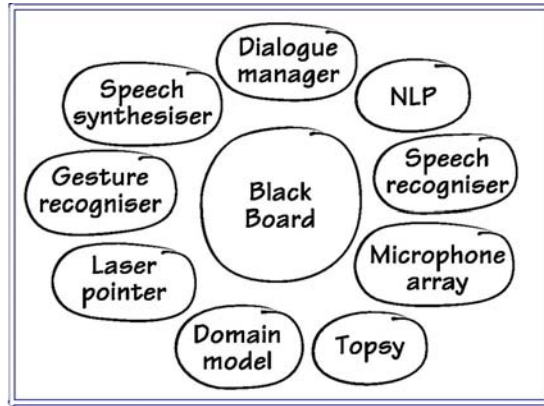 Dialogue
manager
NLP
Speech
synthesiser
Speech
recogniser
Gesture
recogniser
Black
Board
Microphone
array
Laser
pointer
Domain
model
Topsy